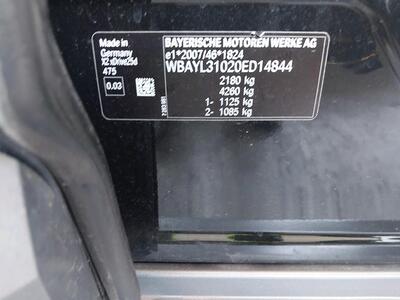 Made in
Germany
X2 xDrive25d
475
0.03
BAYERISCHE MOTOREN WERKE AG
e1*2007/46*1824
WBAYL31020ED14844
2180 kg
4260 kg
1- 1125 kg
2- 1085 kg